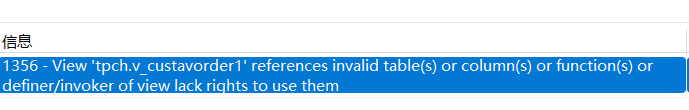 信息
1356 - View 'tpch.v_custavorder1' references invalid table(s) or column(s) or function(s) or
definer/invoker of view lack rights to use them